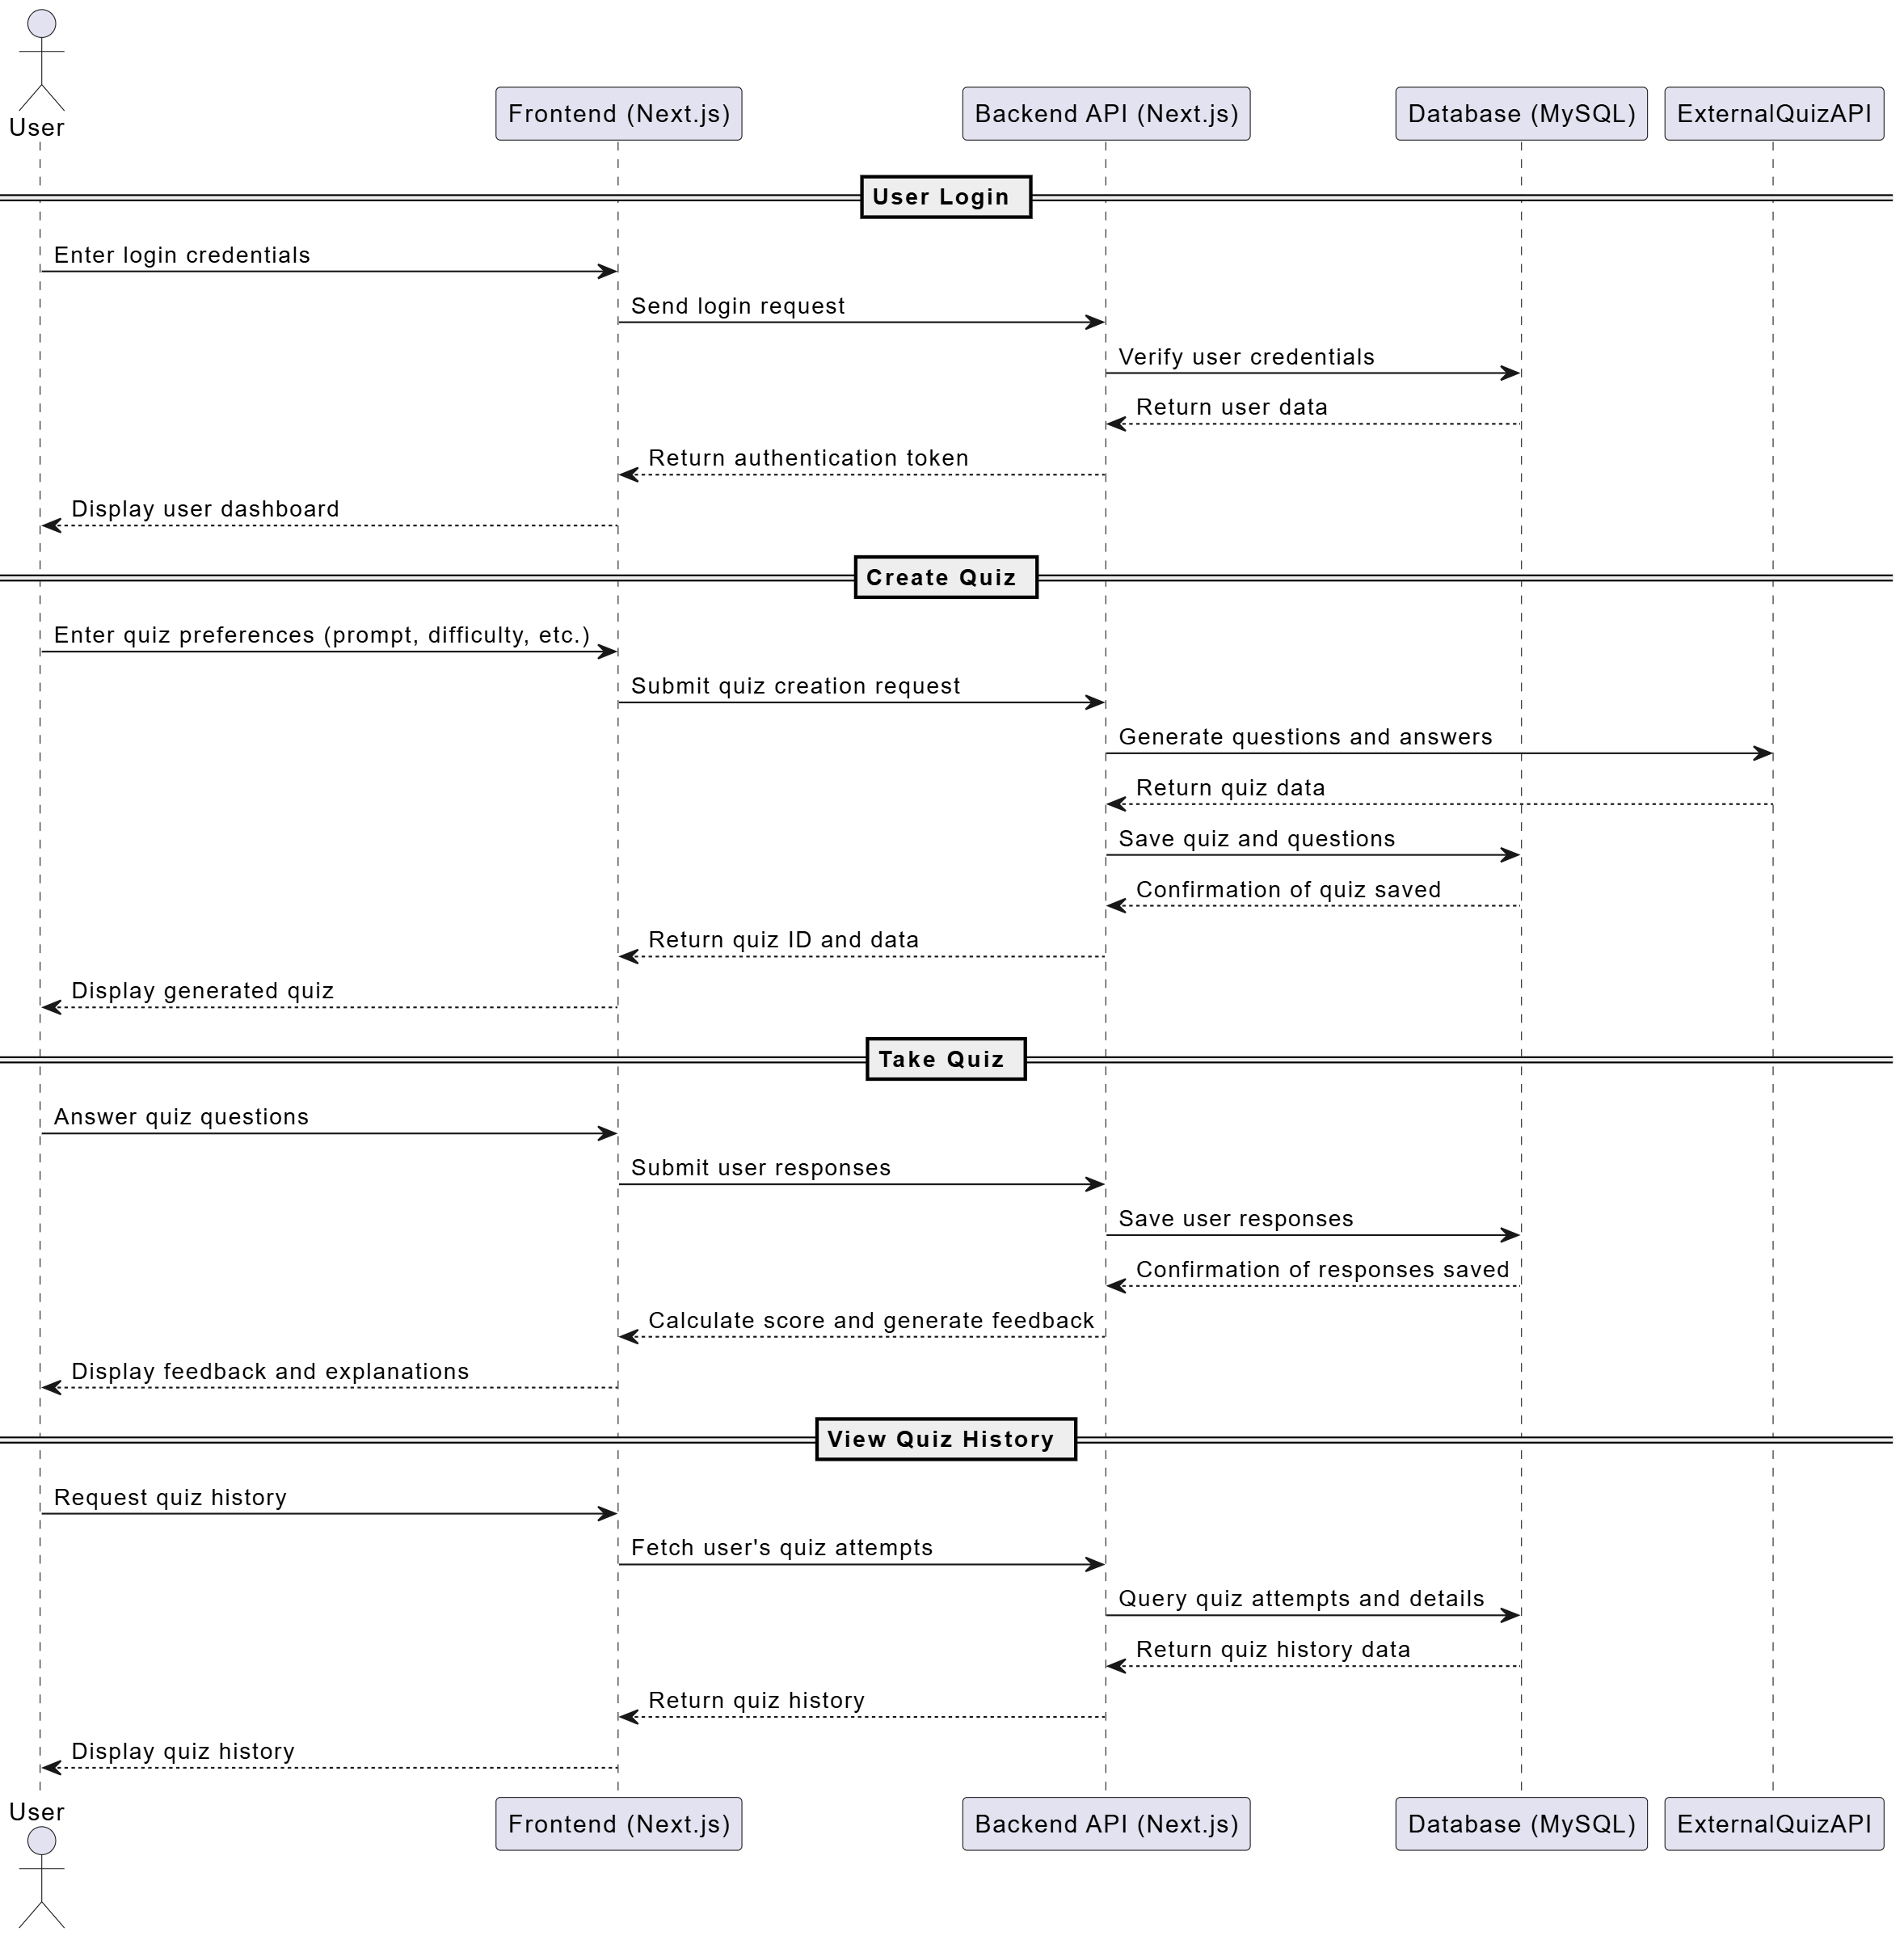 User
Frontend (Next.js)
Backend API (Next.js)
Database (MySQL)
ExternalQuizAPI
User Login
Enter login credentials
Send login request
Verify user credentials
Return user data
Return authentication token
Display user dashboard
Create Quiz
Enter quiz preferences (prompt, difficulty, etc.)
Submit quiz creation request
Generate questions and answers
Return quiz data
Save quiz and questions
Confirmation of quiz saved
Return quiz ID and data
Display generated quiz
Take Quiz
Answer quiz questions
Submit user responses
Save user responses
Confirmation of responses saved
Calculate score and generate feedback
Display feedback and explanations
View Quiz History
Request quiz history
Fetch user's quiz attempts
Query quiz attempts and details
Return quiz history data
Return quiz history
Display quiz history
User
Frontend (Next.js)
Backend API (Next.js)
Database (MySQL)
ExternalQuizAPI